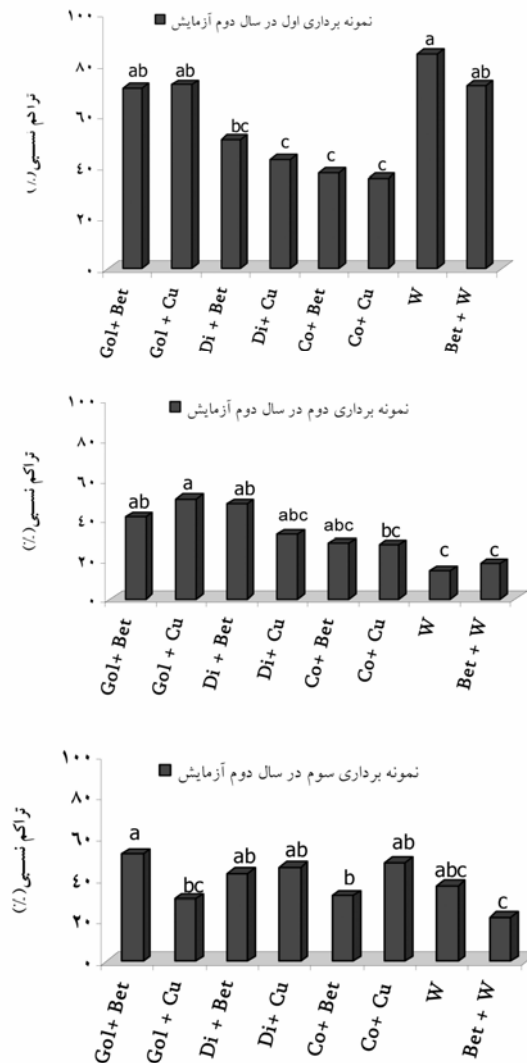 ۱۰۰
نمونه برداری اول در سال دوم آزمایش
a
۸۰
ab ab ab
۶۰
bc
c
c c
۴۰
۲۰
۰
تراکم نسبی (٪)
Gol+ Bet Gol + Cu Di + Bet Di+ Cu Co+ Bet Co+ Cu W Bet + W
۱۰۰
نمونه برداری دوم در سال دوم آزمایش
۸۰
۶۰
a
ab ab
۴۰
abc abc bc
۲۰
c c
۰
تراکم نسبی(٪)
Gol+ Bet Gol + Cu Di + Bet Di+ Cu Co+ Bet Co+ Cu W Bet + W
۱۰۰
نمونه برداری سوم در سال دوم آزمایش
۸۰
۶۰
a
ab ab ab
۴۰
bc b abc
۲۰
c
۰
تراکم نسبی(٪)
Gol+ Bet Gol + Cu Di + Bet Di+ Cu Co+ Bet Co+ Cu W Bet + W